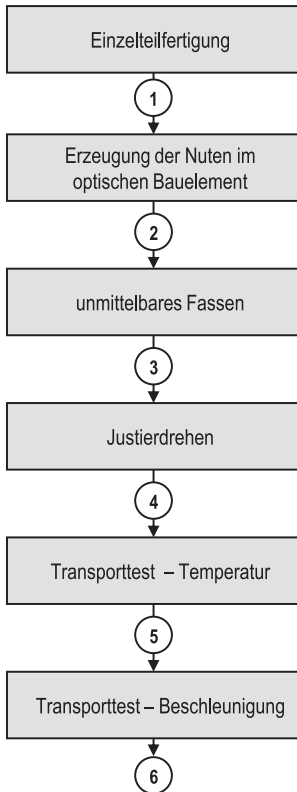 Einzelteilfertigung
1
Erzeugung der Nuten im
optischen Bauelement
2
unmittelbares Fassen
3
Justierdrehen
4
Transporttest – Temperatur
5
Transporttest – Beschleunigung
6